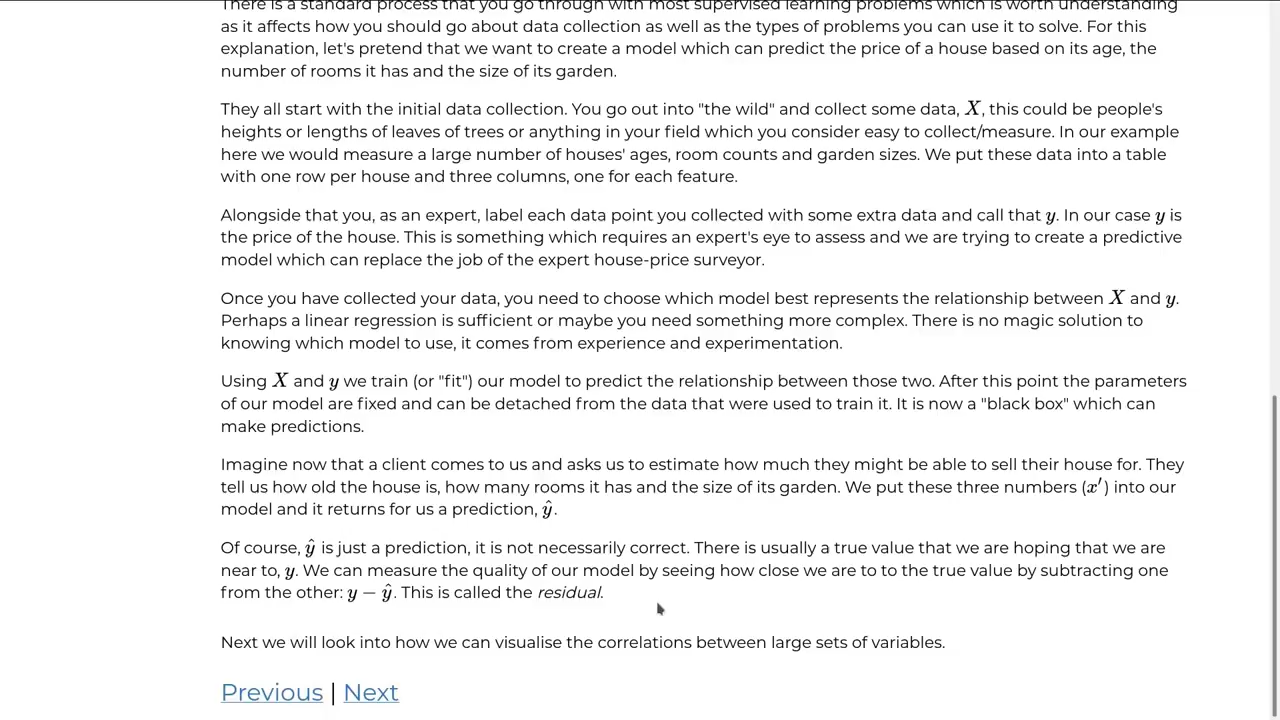 There is a standard process that you go through with most supervised learning problems which is worth understanding
as it affects how you should go about data collection as well as the types of problems you can use it to solve. For this
explanation, let's pretend that we want to create a model which can predict the price of a house based on its age, the
number of rooms it has and the size of its garden.
They all start with the initial data collection. You go out into "the wild" and collect some data, X, this could be people's
heights or lengths of leaves of trees or anything in your field which you consider easy to collect/measure. In our example
here we would measure a large number of houses' ages, room counts and garden sizes. We put these data into a table
with one row per house and three columns, one for each feature.
Alongside that you, as an expert, label each data point you collected with some extra data and call that y. In our case y is
the price of the house. This is something which requires an expert's eye to assess and we are trying to create a predictive
model which can replace the job of the expert house-price surveyor.
Once you have collected your data, you need to choose which model best represents the relationship between X and y.
Perhaps a linear regression is sufficient or maybe you need something more complex. There is no magic solution to
knowing which model to use, it comes from experience and experimentation.
Using X and y we train (or "fit") our model to predict the relationship between those two. After this point the parameters
of our model are fixed and can be detached from the data that were used to train it. It is now a "black box" which can
make predictions.
Imagine now that a client comes to us and asks us to estimate how much they might be able to sell their house for. They
tell us how old the house is, how many rooms it has and the size of its garden. We put these three numbers (x′) into our
model and it returns for us a prediction, ŷ.
Of course, ŷ is just a prediction, it is not necessarily correct. There is usually a true value that we are hoping that we are
near to, y. We can measure the quality of our model by seeing how close we are to to the true value by subtracting one
from the other: y − ŷ. This is called the residual.
Next we will look into how we can visualise the correlations between large sets of variables.
Previous | Next